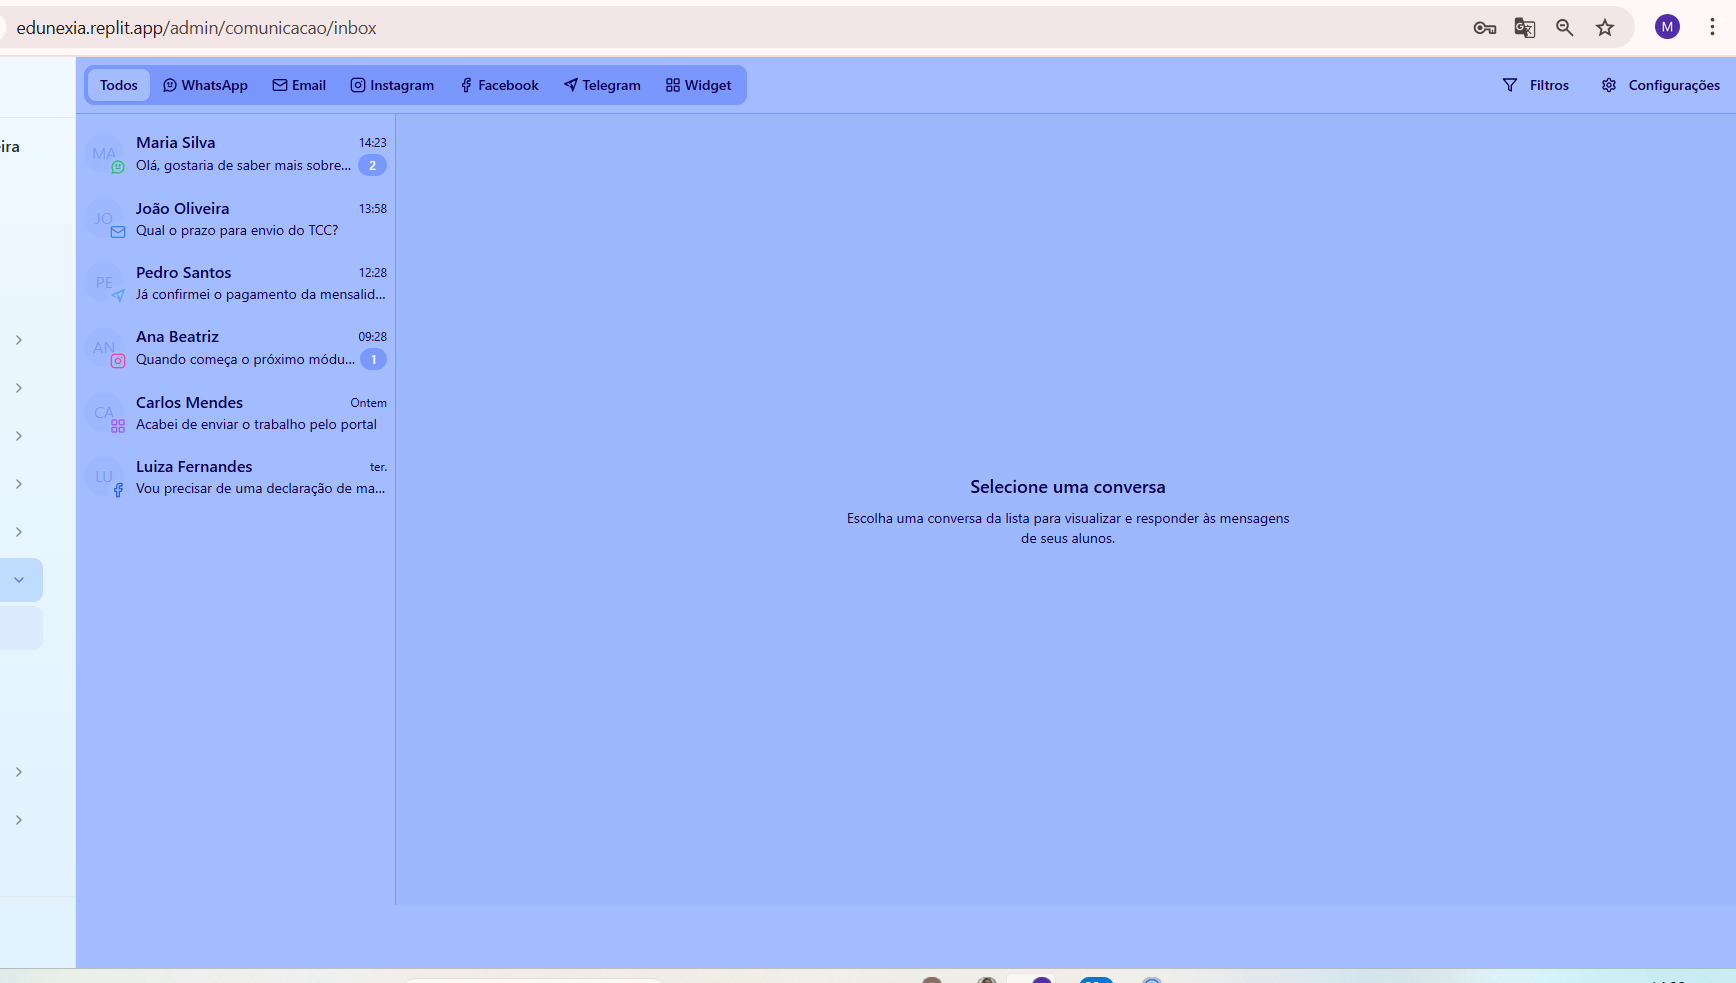 edunexia.replit.app/admin/comunicacao/inbox
M
Todos WhatsApp Email Instagram Facebook Telegram Widget
Filtros Configurações
eira
MA
Maria Silva 14:23
Olá, gostaria de saber mais sobre... 2
JO
João Oliveira 13:58
Qual o prazo para envio do TCC?
PE
Pedro Santos 12:28
Já confirmei o pagamento da mensalid...
AN
Ana Beatriz 09:28
Quando começa o próximo módu... 1
CA
Carlos Mendes Ontem
Acabei de enviar o trabalho pelo portal
LU
Luiza Fernandes ter.
Vou precisar de uma declaração de ma...
Selecione uma conversa
Escolha uma conversa da lista para visualizar e responder às mensagens
de seus alunos.